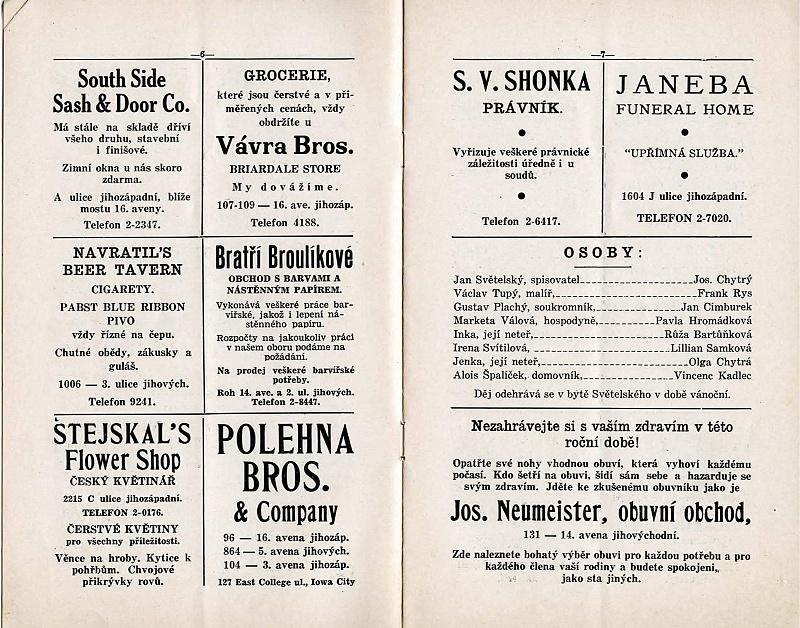 —6—
South Side
Sash & Door Co.
Má stále na skladě dříví
všeho druhu, stavební
i finišové.
Zimní okna u nás skoro
zdarma.
A ulice jihozápadní, blíže
mostu 16. aveny.
Telefon 2-2347.
GROCERIE,
které jsou čerstvé a v při-
měřených cenách, vždy
obdržíte u
Vávra Bros.
BRIARDALE STORE
My dovážíme.
107-109 — 16. ave. jihozáp.
Telefon 4188.
NAVRATIL'S
BEER TAVERN
CIGARETY.
PABST BLUE RIBBON
PIVO
vždy řízné na čepu.
Chutné obědy, zákusky a
guláš.
1006 — 3. ulice jihových.
Telefon 9241.
Bratří Broulíkové
OBCHOD S BARVAMI A
NÁSTĚNNÝM PAPÍREM.
Vykonává veškeré práce bar-
vířské, jakož i lepení ná-
stěnného papíru.
Rozpočty na jakoukoliv práci
v našem oboru podáme na
požádání.
Na prodej veškeré barvířské
potřeby.
Roh 14. ave. a 2. ul. jihových.
Telefon 2-8447.
STEJSKAL'S
Flower Shop
ČESKÝ KVĚTINÁŘ
2215 C ulice jihozápadní.
TELEFON 2-0176.
ČERSTVÉ KVĚTINY
pro všechny příležitosti.
Věnce na hroby. Kytice k
pohřbům. Chvojové
přikrývky rovů.
POLEHNA
BROS.
& Company
96 — 16. avena jihozáp.
864 — 5. avena jihových.
104 — 3. avena jihozáp.
127 East College ul., Iowa City
—7—
S. V. SHONKA
PRÁVNÍK.
Vyřizuje veškeré právnické
záležitosti úředně i u
soudů.
Telefon 2-6417.
JANEBA
FUNERAL HOME
"UPŘÍMNÁ SLUŽBA."
1604 J ulice jihozápadní.
TELEFON 2-7020.
OSOBY:
Jan Světelský, spisovatel Jos. Chytrý
Václav Tupý, malíř, Frank Rys
Gustav Plachý, soukromník, Jan Cimburek
Marketa Válová, hospodyně, Pavla Hromádková
Inka, její neteř, Růža Bartůňková
Irena Svítilová, Lillian Samková
Jenka, její neteř, Olga Chytrá
Alois Špalíček, domovník, Vincenc Kadlec
Děj odehrává se v bytě Světelského v době vánoční.
Nezahrávejte si s vaším zdravím v této
roční době!
Opatřte své nohy vhodnou obuví, která vyhoví každému
počasí. Kdo šetří na obuvi, šidí sám sebe a hazarduje se
svým zdravím. Jděte ke zkušenému obuvníku jako je
Jos. Neumeister, obuvní obchod,
131 — 14. avena jihovýchodní.
Zde naleznete bohatý výběr obuvi pro každou potřebu a pro
každého člena vaší rodiny a budete spokojeni,
jako sta jiných.